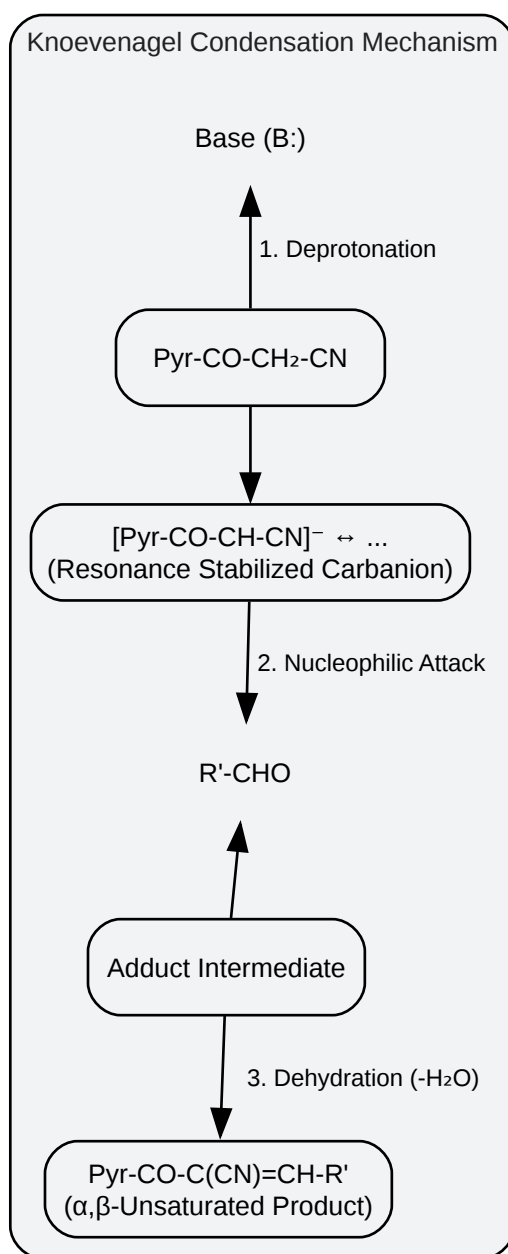 Knoevenagel Condensation Mechanism
Base (B:)
1. Deprotonation
Pyr-CO-CH₂-CN
[Pyr-CO-CH-CN]⁻ ↔ ...
(Resonance Stabilized Carbanion)
2. Nucleophilic Attack
R'-CHO
Adduct Intermediate
3. Dehydration (-H₂O)
Pyr-CO-C(CN)=CH-R'
(α,β-Unsaturated Product)